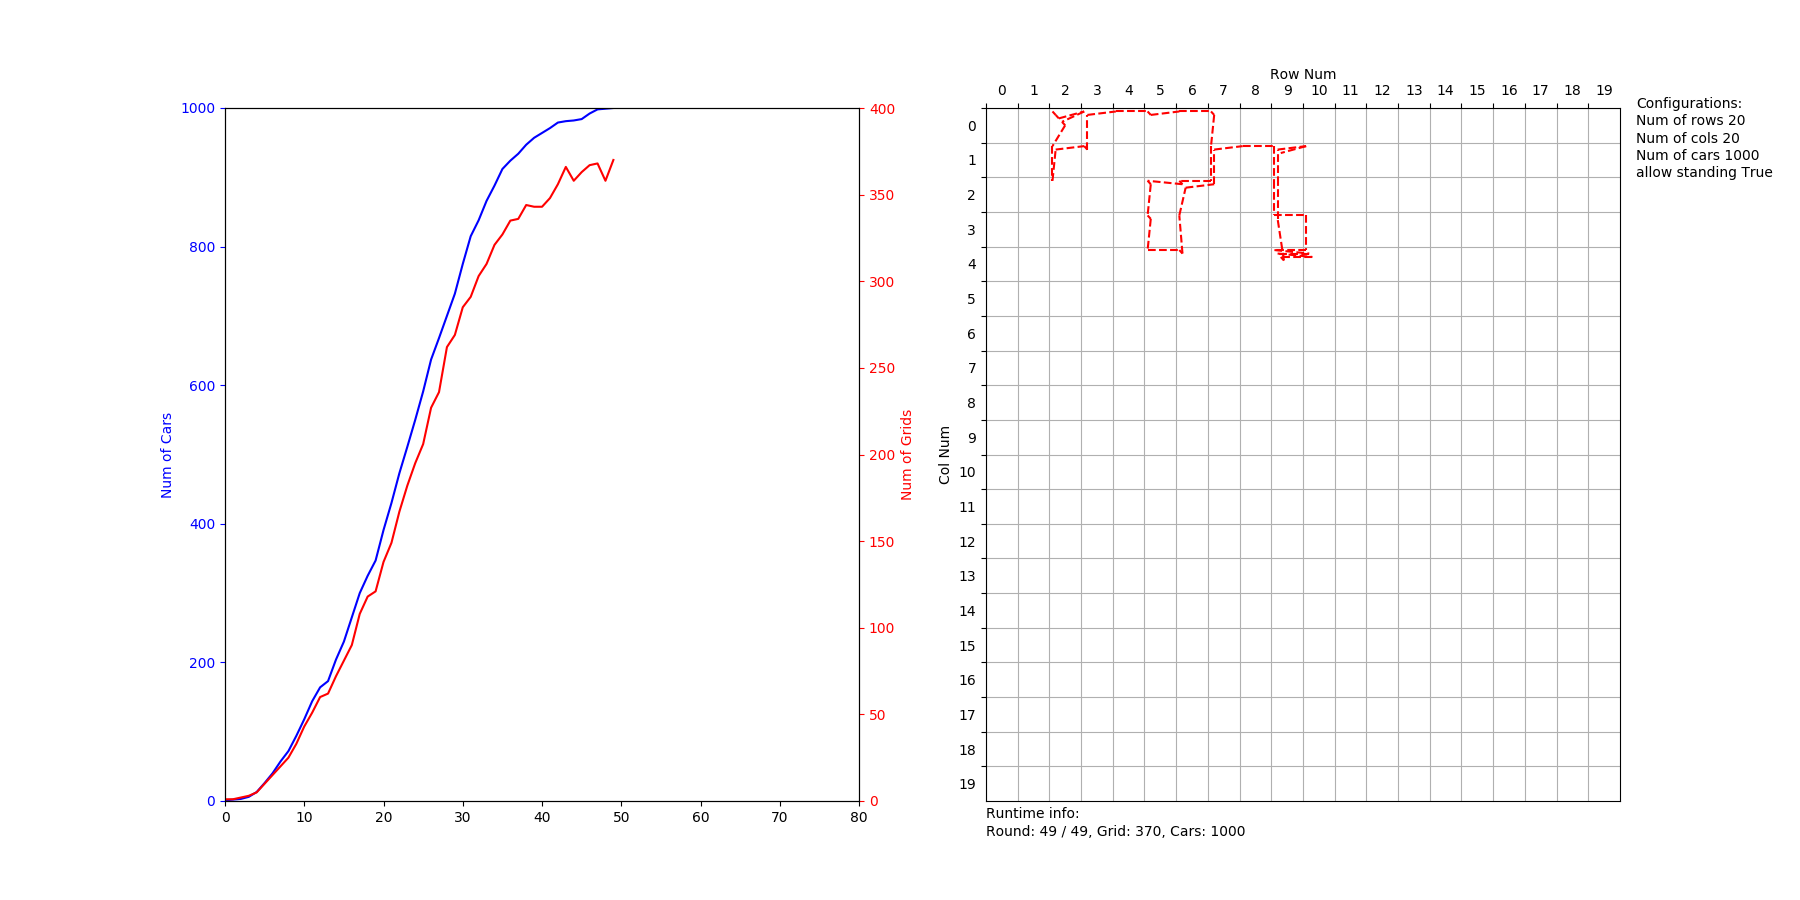 1000
800
600
400
200
0
Num of Cars
0 10 20 30 40 50 60 70 80
400
350
300
250
200
150
100
50
0
Num of Grids
Row Num
0 1 2 3 4 5 6 7 8 9 10 11 12 13 14 15 16 17 18 19
Col Num
0
1
2
3
4
5
6
7
8
9
10
11
12
13
14
15
16
17
18
19
Configurations:
Num of rows 20
Num of cols 20
Num of cars 1000
allow standing True
Runtime info:
Round: 49 / 49, Grid: 370, Cars: 1000